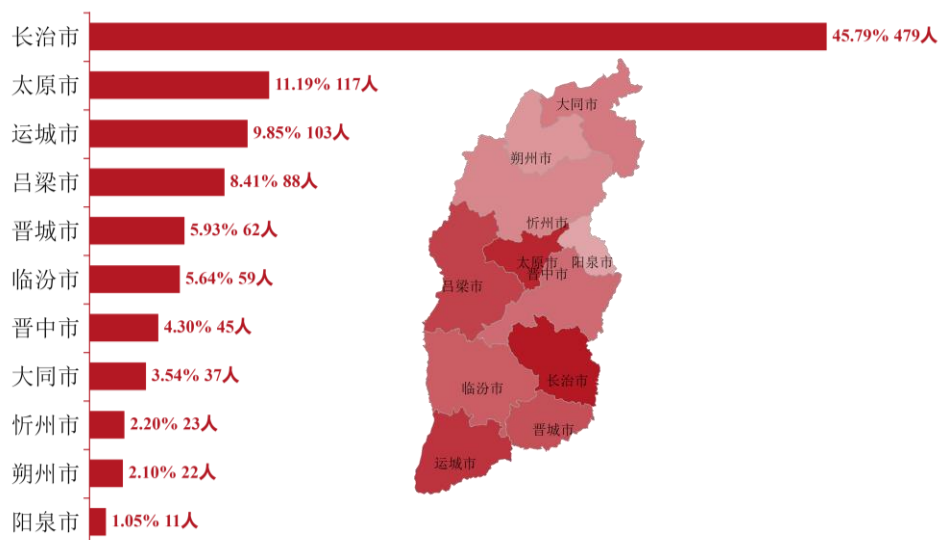 长治市
45.79% 479人
太原市
11.19% 117人
运城市
9.85% 103人
吕梁市
8.41% 88人
晋城市
5.93% 62人
临汾市
5.64% 59人
晋中市
4.30% 45人
大同市
3.54% 37人
忻州市
2.20% 23人
朔州市
2.10% 22人
阳泉市
1.05% 11人
大同市
朔州市
忻州市
太原市
阳泉市
晋中市
吕梁市
长治市
临汾市
晋城市
运城市